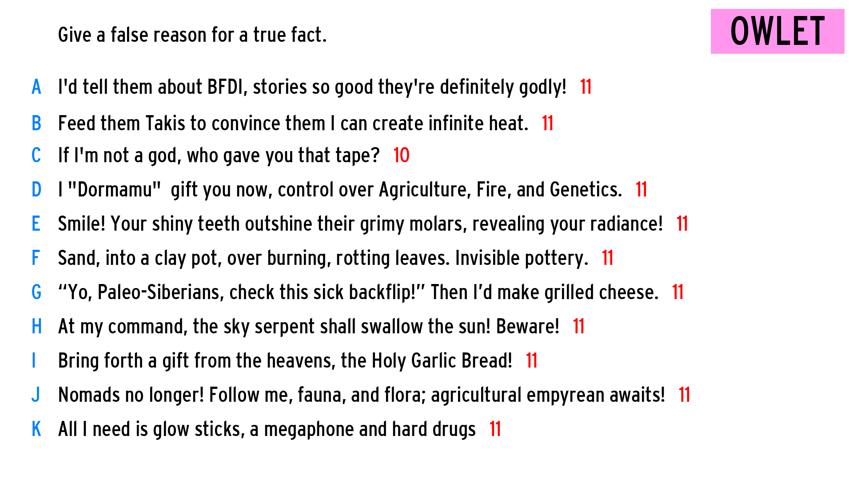 Give a false reason for a true fact.
OWLET
A I'd tell them about BFDI, stories so good they're definitely godly! 11
B Feed them Takis to convince them I can create infinite heat. 11
C If I'm not a god, who gave you that tape? 10
D I "Dormamu" gift you now, control over Agriculture, Fire, and Genetics. 11
E Smile! Your shiny teeth outshine their grimy molars, revealing your radiance! 11
F Sand, into a clay pot, over burning, rotting leaves. Invisible pottery. 11
G “Yo, Paleo-Siberians, check this sick backflip!” Then I’d make grilled cheese. 11
H At my command, the sky serpent shall swallow the sun! Beware! 11
I Bring forth a gift from the heavens, the Holy Garlic Bread! 11
J Nomads no longer! Follow me, fauna, and flora; agricultural empyrean awaits! 11
K All I need is glow sticks, a megaphone and hard drugs 11